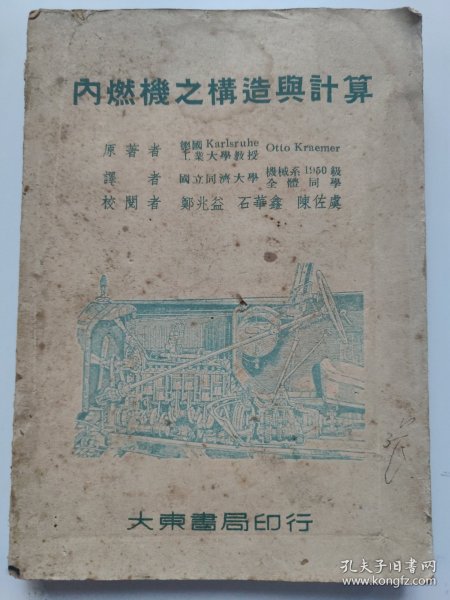 內燃機之構造與計算
原著者 德國Karlsruhe工業大學教授 Otto Kraemer
譯者 國立同濟大學 機械系1950級全體同學
校閱者 鄭兆益 石華鑫 陳佐虞
大東書局印行
孔夫子旧书网
www.kongfz.com